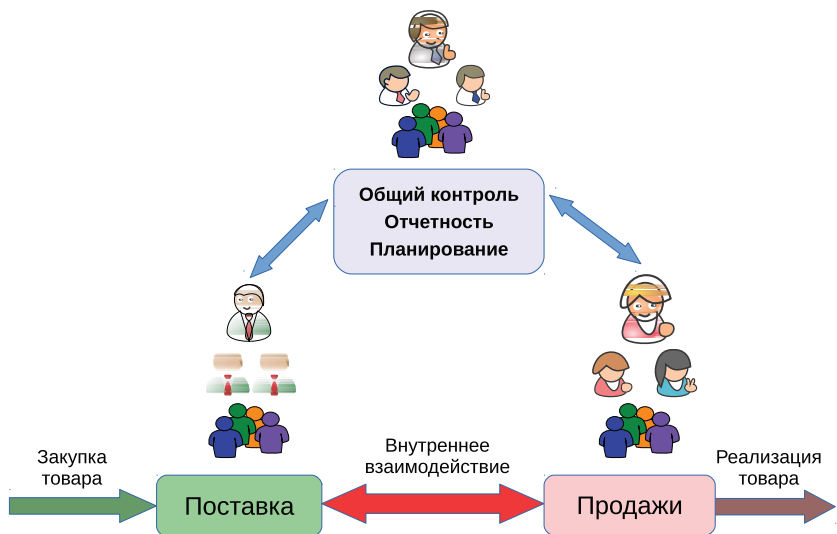 Общий контроль
Отчетность
Планирование
Закупка
товара
Внутреннее
взаимодействие
Реализация
товара
Поставка
Продажи